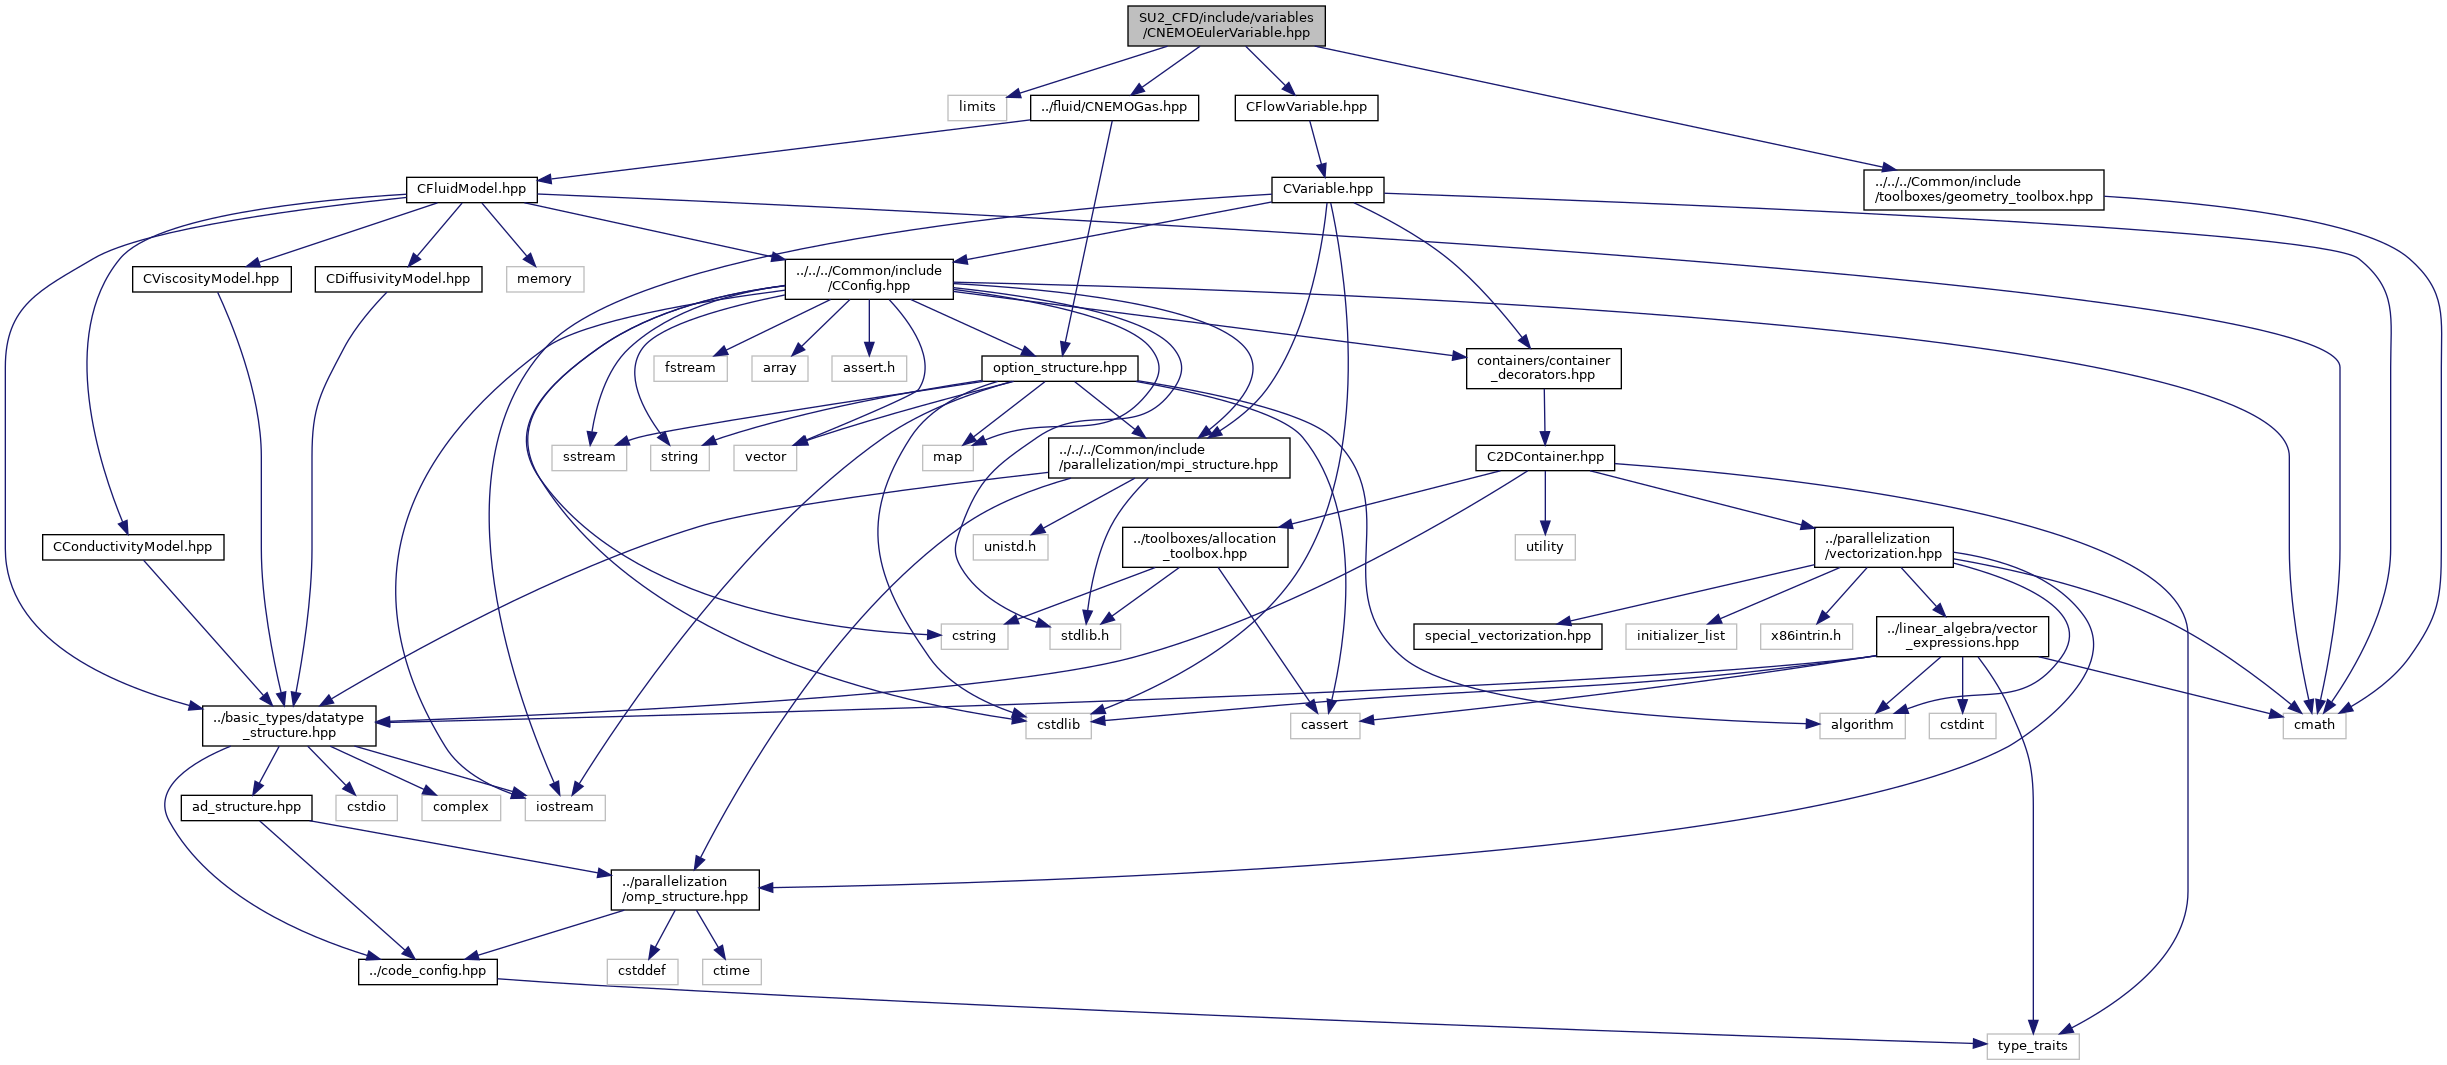 SU2_CFD/include/variables
/CNEMOEulerVariable.hpp
limits
../fluid/CNEMOGas.hpp
CFlowVariable.hpp
CFluidModel.hpp
CVariable.hpp
../../../Common/include
/toolboxes/geometry_toolbox.hpp
CViscosityModel.hpp
CDiffusivityModel.hpp
memory
../../../Common/include
/CConfig.hpp
fstream
array
assert.h
option_structure.hpp
containers/container
_decorators.hpp
sstream
string
vector
map
../../../Common/include
/parallelization/mpi_structure.hpp
C2DContainer.hpp
CConductivityModel.hpp
unistd.h
../toolboxes/allocation
_toolbox.hpp
utility
../parallelization
/vectorization.hpp
cstring
stdlib.h
special_vectorization.hpp
initializer_list
x86intrin.h
../linear_algebra/vector
_expressions.hpp
../basic_types/datatype
_structure.hpp
cstdlib
cassert
algorithm
cstdint
cmath
ad_structure.hpp
cstdio
complex
iostream
../parallelization
/omp_structure.hpp
../code_config.hpp
cstddef
ctime
type_traits